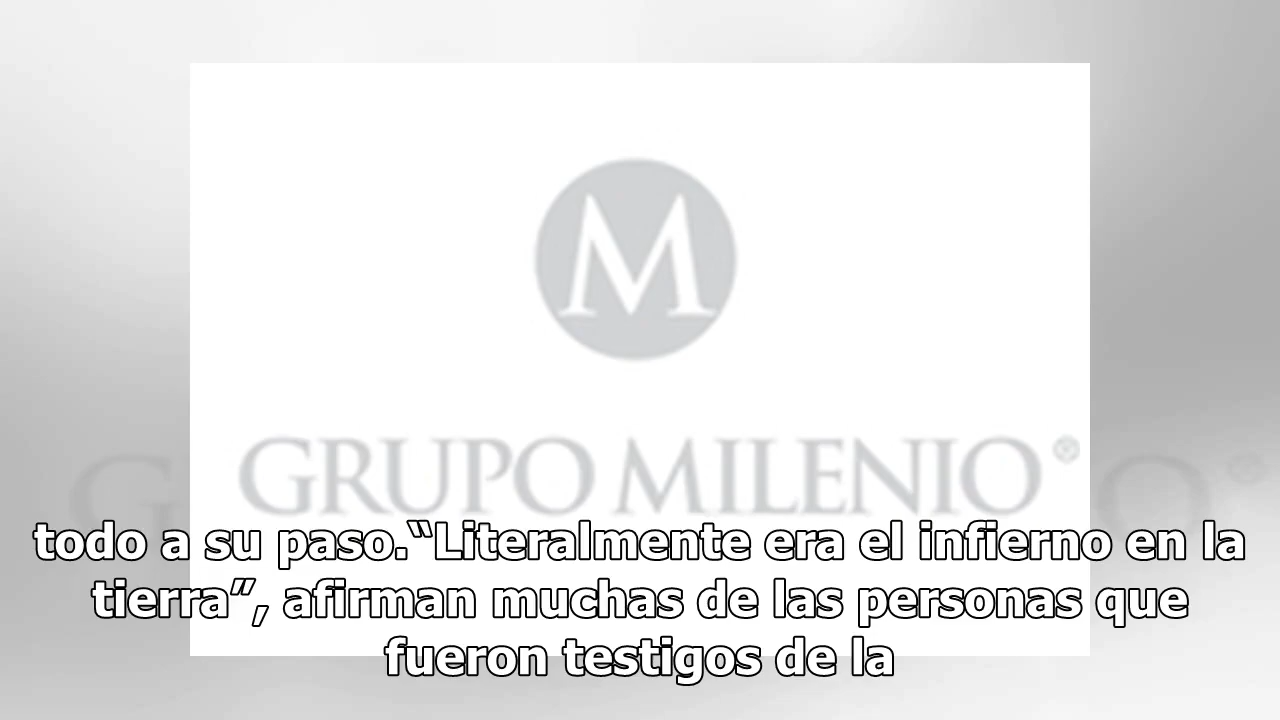 M
GRUPO MILENIO®
G O®
todo a su paso.“Literalmente era el infierno en la
tierra”, afirman muchas de las personas que
fueron testigos de la